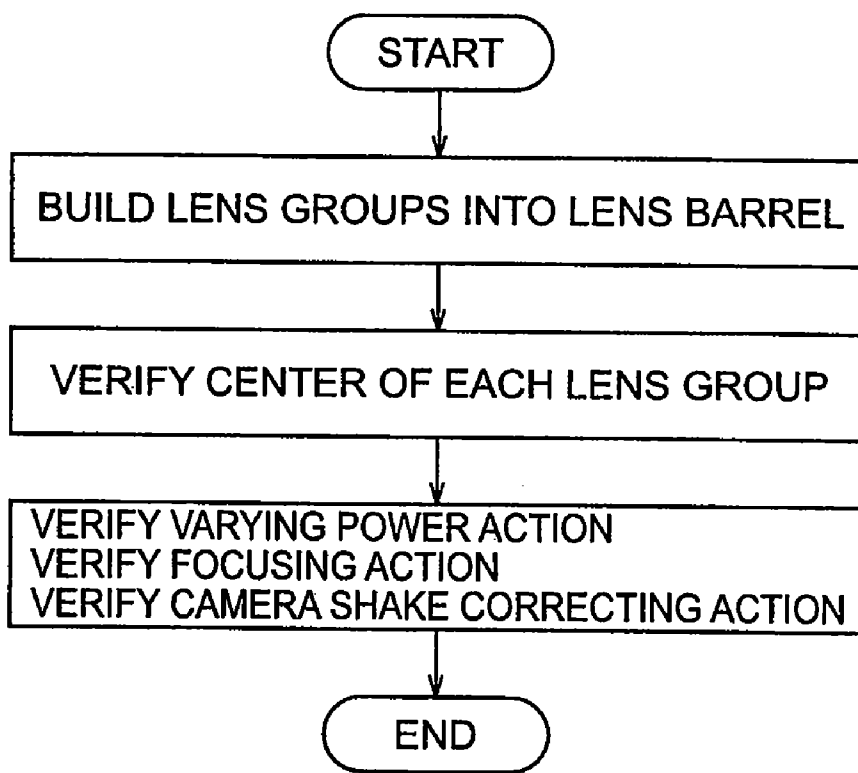 START
BUILD LENS GROUPS INTO LENS BARREL
VERIFY CENTER OF EACH LENS GROUP
VERIFY VARYING POWER ACTION
VERIFY FOCUSING ACTION
VERIFY CAMERA SHAKE CORRECTING ACTION
END